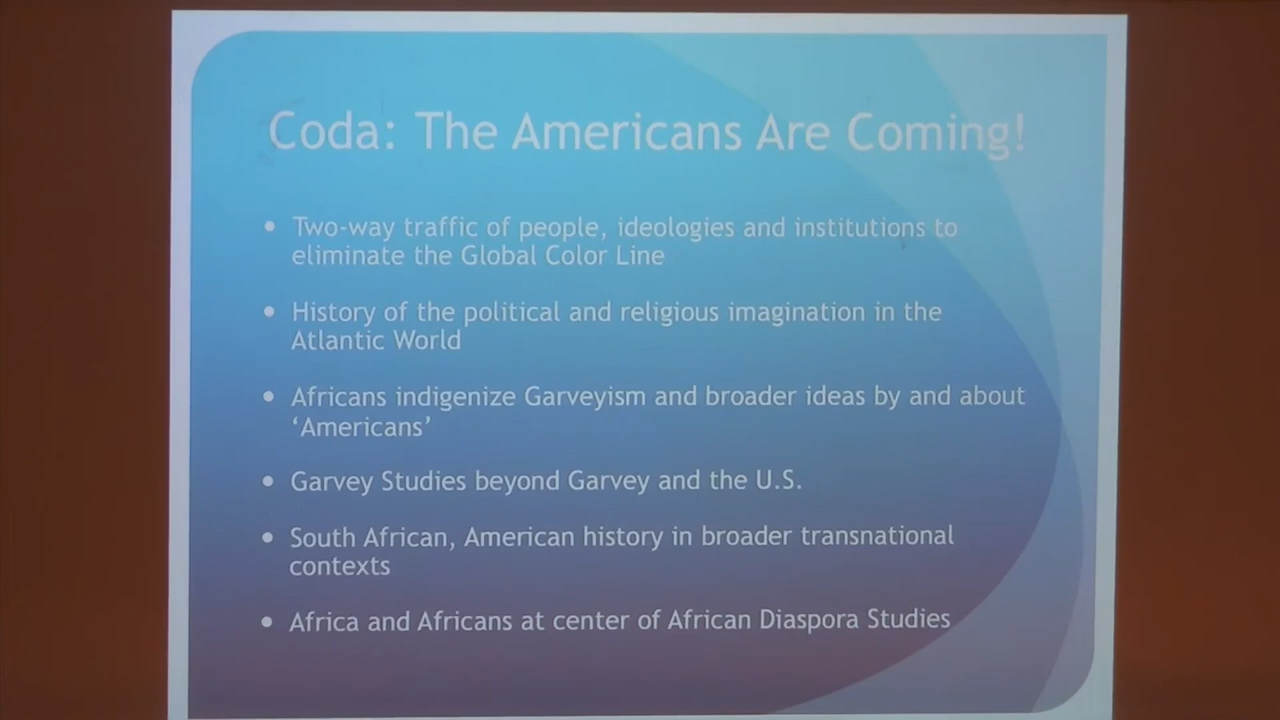 Coda: The Americans Are Coming!
• Two-way traffic of people, ideologies and institutions to
eliminate the Global Color Line
• History of the political and religious imagination in the
Atlantic World
• Africans indigenize Garveyism and broader ideas by and about
‘Americans’
• Garvey Studies beyond Garvey and the U.S.
• South African, American history in broader transnational
contexts
• Africa and Africans at center of African Diaspora Studies